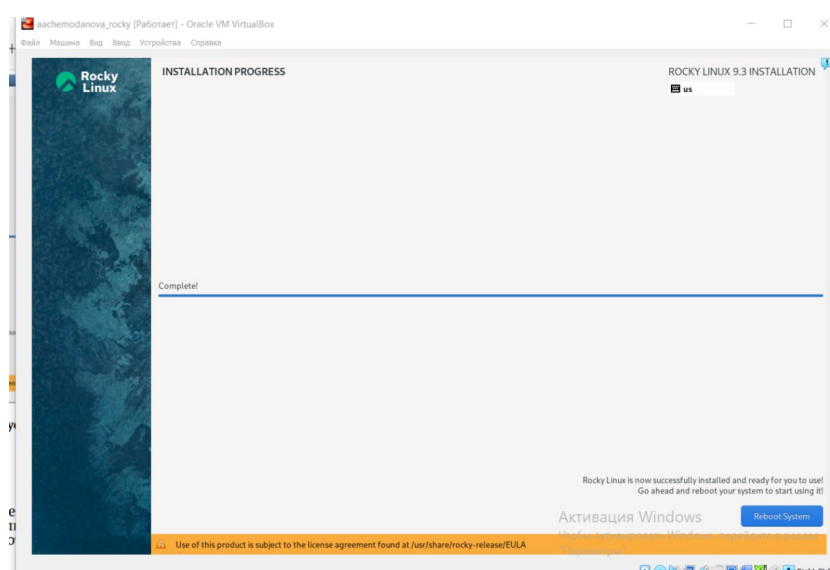 aachemodanova_rocky [Работает] - Oracle VM VirtualBox
Файл Машина Вид Ввод Устройства Справка
Rocky
Linux
INSTALLATION PROGRESS
ROCKY LINUX 9.3 INSTALLATION
us
Complete!
Rocky Linux is now successfully installed and ready for you to use!
Go ahead and reboot your system to start using it!
Активация Windows
Reboot System
Use of this product is subject to the license agreement found at /usr/share/rocky-release/EULA